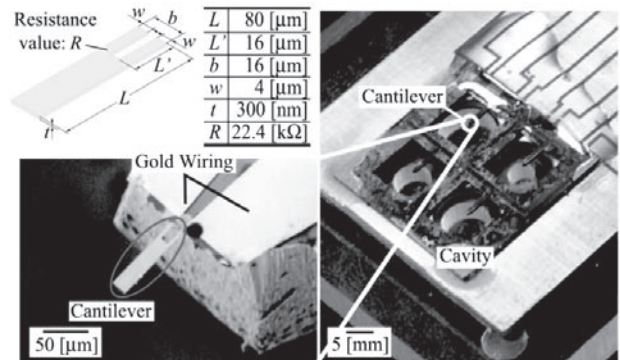 Resistance
value: R
w
b
w
L'
L
t
L 80 [μm]
L' 16 [μm]
b 16 [μm]
w 4 [μm]
t 300 [nm]
R 22.4 [kΩ]
Gold Wiring
Cantilever
50 [μm]
Cantilever
Cavity
5 [mm]